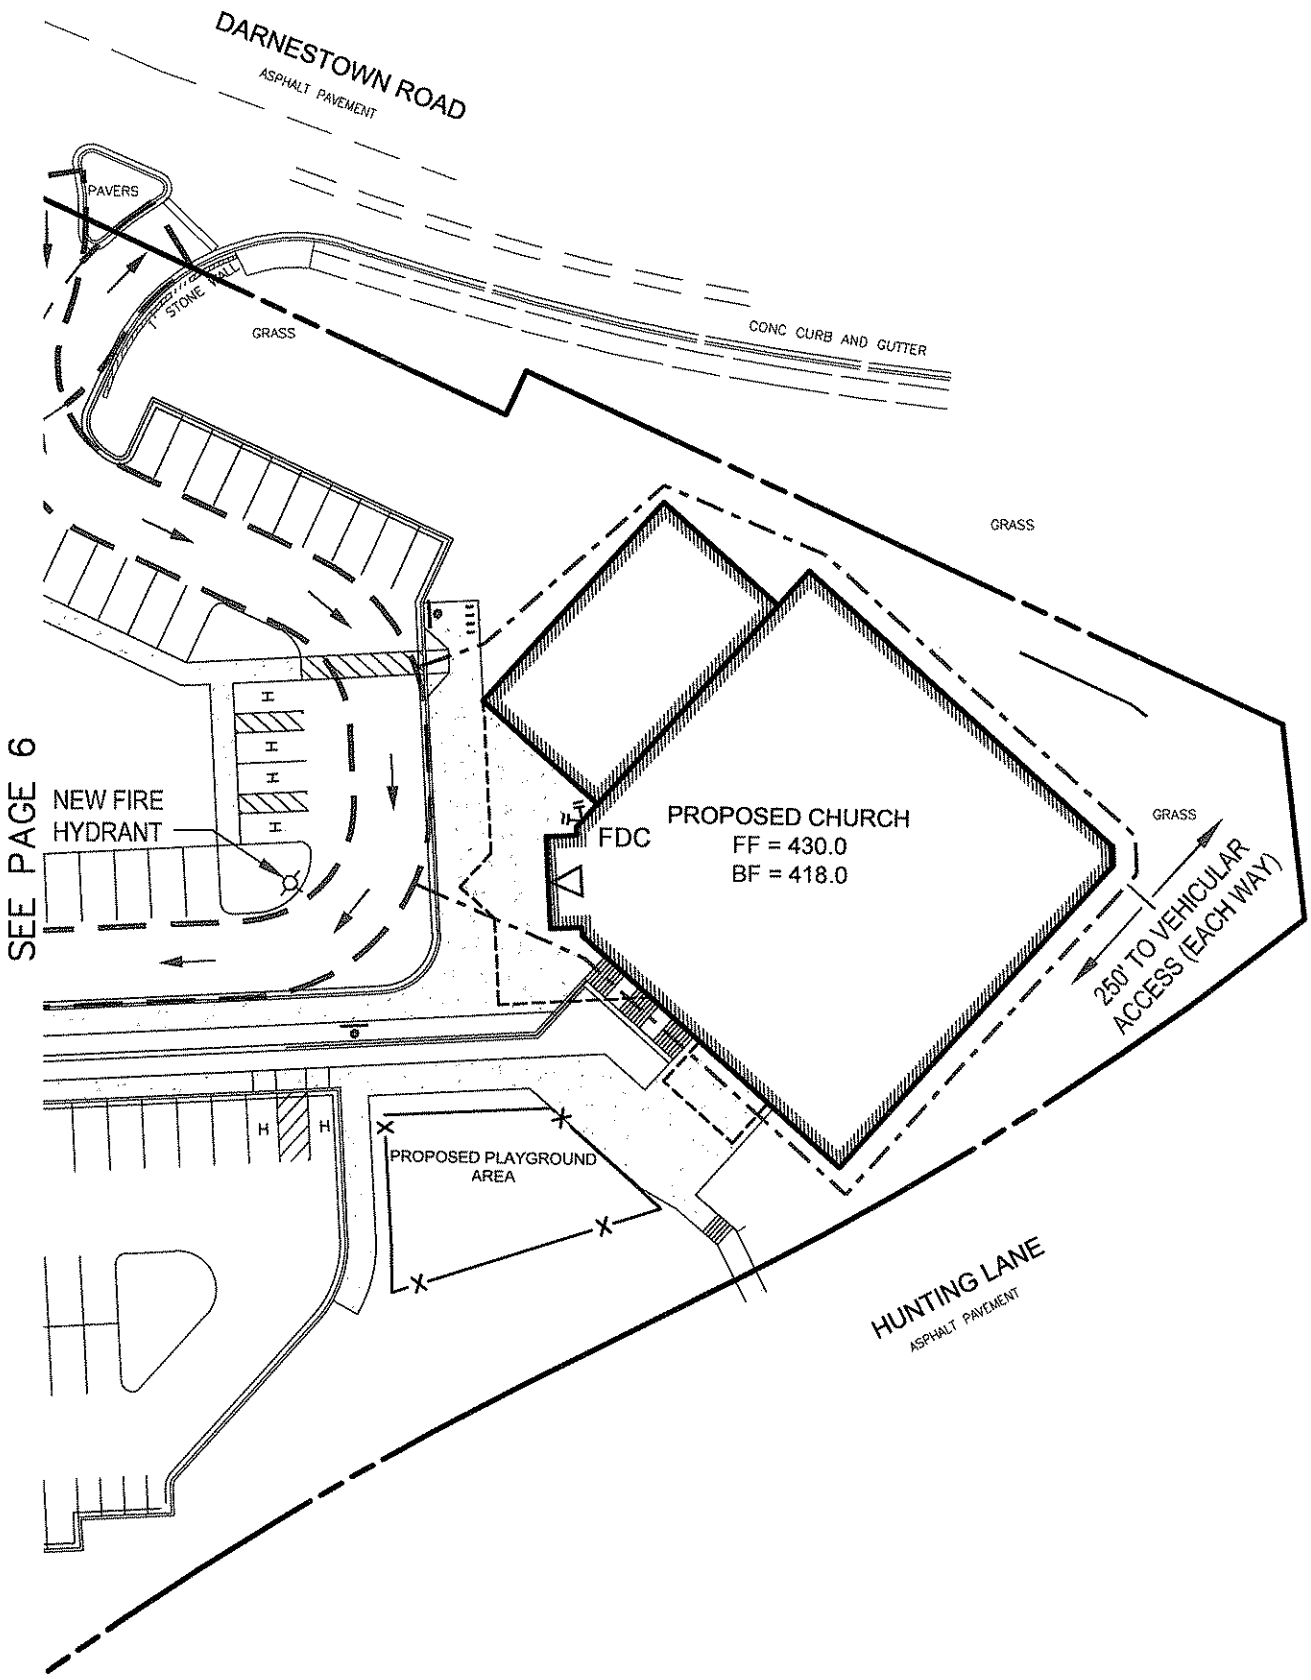 DARNESTOWN ROAD
ASPHALT PAVEMENT
PAVERS
1' STONE WALL
GRASS
CONC CURB AND GUTTER
GRASS
SEE PAGE 6
NEW FIRE
HYDRANT
H
H
H
H
FDC
PROPOSED CHURCH
FF = 430.0
BF = 418.0
GRASS
250' TO VEHICULAR
ACCESS (EACH WAY)
H
H
PROPOSED PLAYGROUND
AREA
HUNTING LANE
ASPHALT PAVEMENT